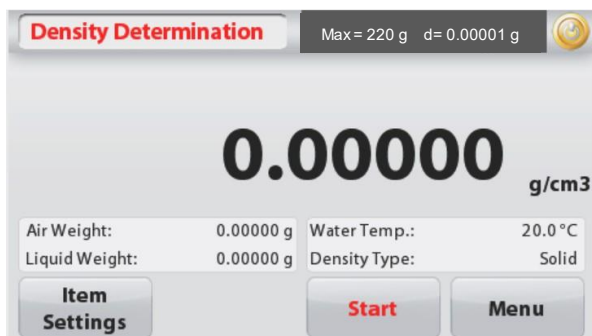 Density Determination Max = 220 g d= 0.00001 g
0.00000
g/cm3
Air Weight: 0.00000 g Water Temp.: 20.0 °C
Liquid Weight: 0.00000 g Density Type: Solid
Item
Settings
Start
Menu